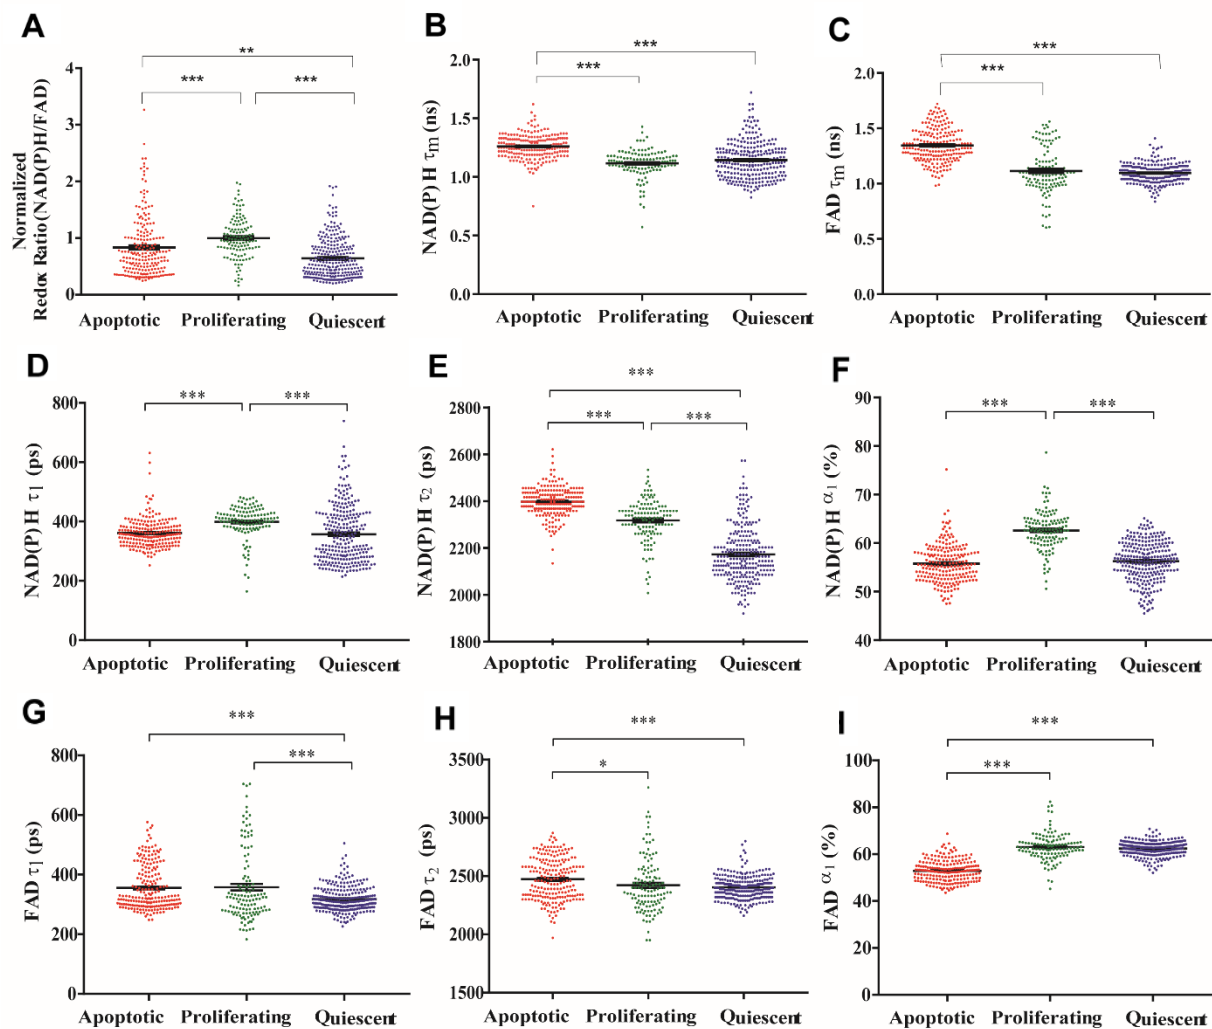 A
Normalized
Redox Ratio (NAD(P)H/FAD)
4
3
2
1
0
**
***
***
Apoptotic Proliferating Quiescent
B
NAD(P) H τm (ns)
2.0
1.5
1.0
0.5
0.0
***
***
Apoptotic Proliferating Quiescent
C
FAD τm (ns)
2.0
1.5
1.0
0.5
0.0
***
***
Apoptotic Proliferating Quiescent
D
NAD(P) H τ1 (ps)
800
600
400
200
0
***
***
Apoptotic Proliferating Quiescent
E
NAD(P) H τ2 (ps)
2800
2600
2400
2200
2000
1800
***
***
***
Apoptotic Proliferating Quiescent
F
NAD(P) H α1 (%)
90
80
70
60
50
40
***
***
Apoptotic Proliferating Quiescent
G
FAD τ1 (ps)
800
600
400
200
0
***
***
Apoptotic Proliferating Quiescent
H
FAD τ2 (ps)
3500
3000
2500
2000
1500
***
*
Apoptotic Proliferating Quiescent
I
FAD α1 (%)
100
80
60
40
20
0
***
***
Apoptotic Proliferating Quiescent